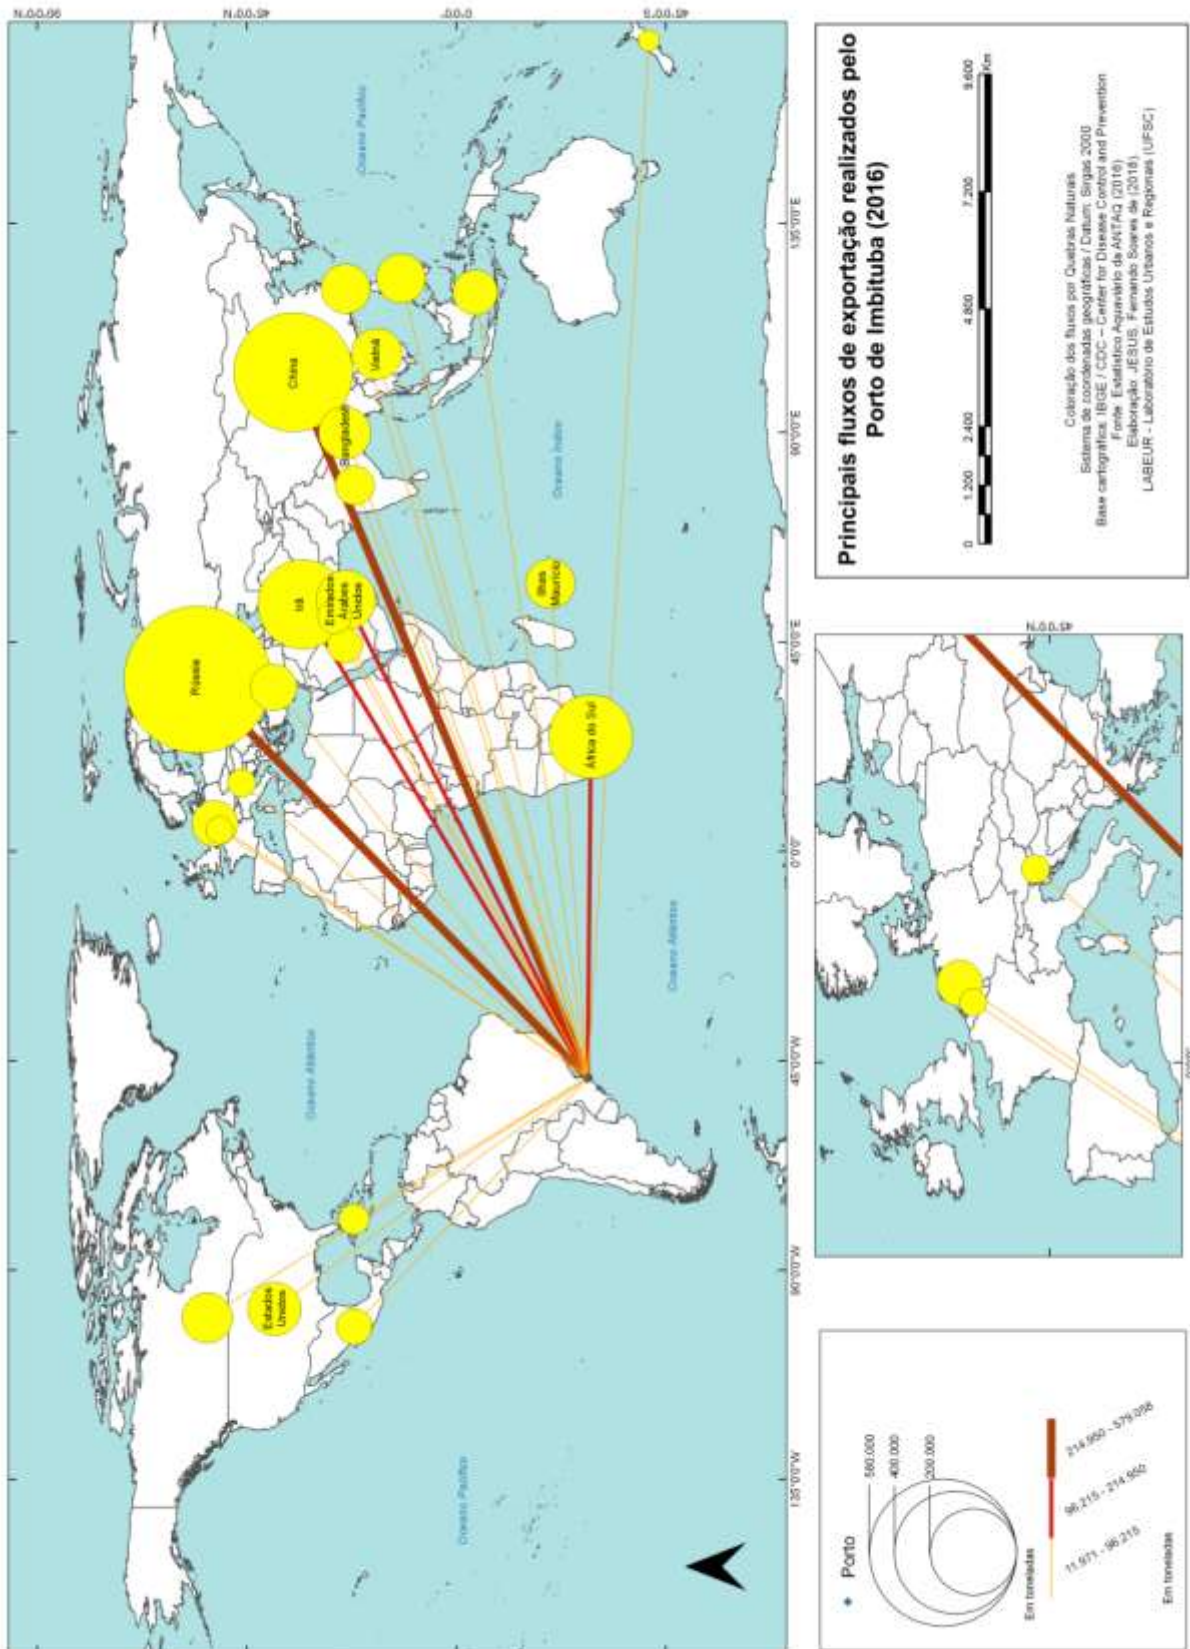 Principais fluxos de exportação realizados pelo
Porto de Imbituba (2016)
0 1.200 2.400 4.800 7.200 9.600
Km
Coloração dos fluxos por Quebras Naturais
Sistema de coordenadas geográficas / Datum: Sirgas 2000
Base cartográfica: IBGE / CDC – Center for Disease Control and Prevention
Fonte: Estatístico Aquaviário da ANTAQ (2016)
Elaboração: JESUS, Fernando Soares de (2018).
LABEUR - Laboratório de Estudos Urbanos e Regionais (UFSC)
90°0'0"N
45°0'0"N
0°0'0"
45°0'0"S
135°0'0"W
90°0'0"W
45°0'0"W
0°0'0"
45°0'0"E
90°0'0"E
135°0'0"E
Rússia
China
Irã
Emirados
Árabes
Unidos
Bangladesh
Vietnã
Ilhas
Maurício
África do Sul
Estados
Unidos
Oceano Pacífico
Oceano Atlântico
Oceano Atlântico
Oceano Índico
Oceano Pacífico
45°0'0"N
Porto
560.000
400.000
200.000
Em toneladas
11.971 - 96.215
96.215 - 214.950
214.950 - 579.058
Em toneladas